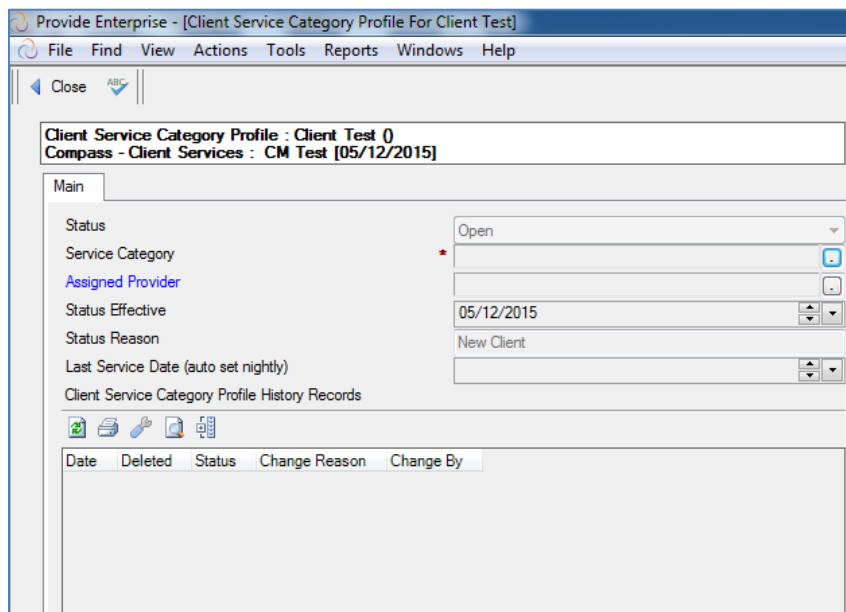 Provide Enterprise - [Client Service Category Profile For Client Test]
File Find View Actions Tools Reports Windows Help
Close ABC
Client Service Category Profile : Client Test ()
Compass - Client Services : CM Test [05/12/2015]
Main
Status Open
Service Category *
Assigned Provider
Status Effective 05/12/2015
Status Reason New Client
Last Service Date (auto set nightly)
Client Service Category Profile History Records
Date Deleted Status Change Reason Change By